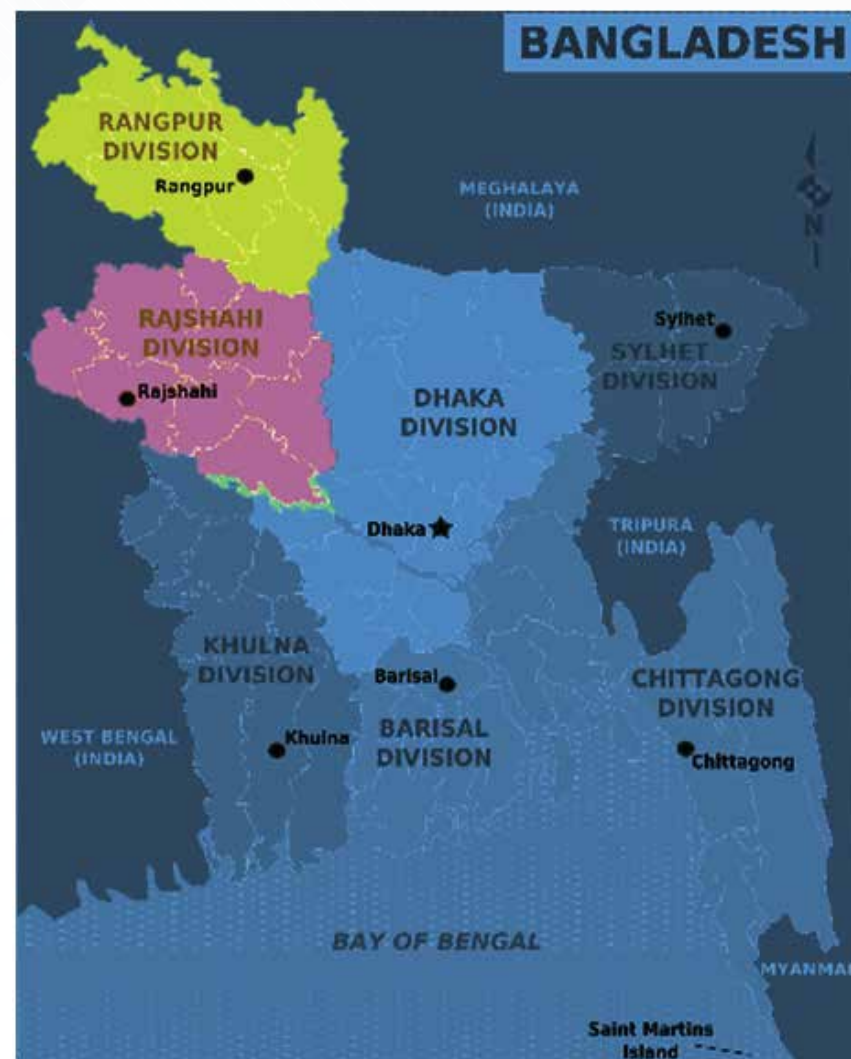 BANGLADESH
RANGPUR
DIVISION
Rangpur
MEGHALAYA
(INDIA)
N
RAJSHAHI
DIVISION
Rajshahi
Sylhet
SYLHET
DIVISION
DHAKA
DIVISION
Dhaka
TRIPURA
(INDIA)
KHULNA
DIVISION
Khulna
Barisal
BARISAL
DIVISION
CHITTAGONG
DIVISION
Chittagong
WEST BENGAL
(INDIA)
BAY OF BENGAL
MYANMAR
Saint Martins
Island